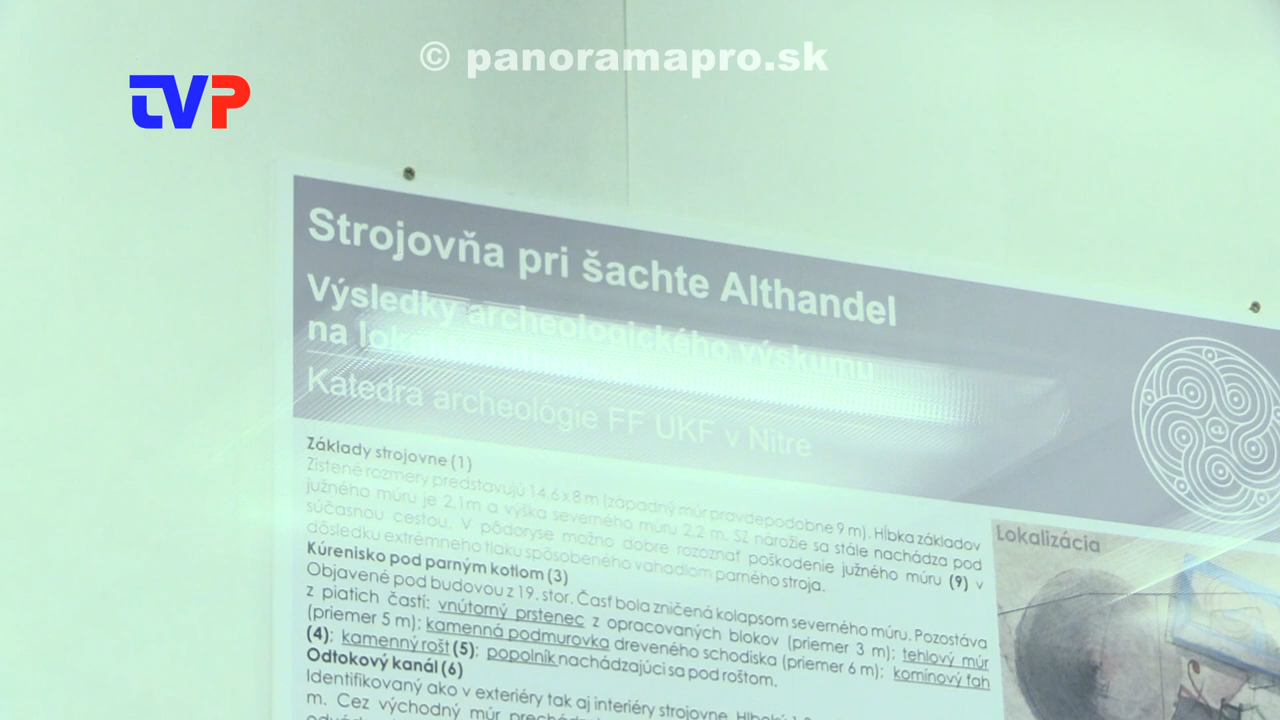 © panoramapro.sk
TVP
Strojovňa pri šachte Althandel
Výsledky archeologického výskumu
na
Katedra archeológie FF UKF v Nitre
Základy strojovne (1)
Zistené rozmery predstavujú 14,6 x 8 m (západný múr pravdepodobne 9 m). Hĺbka základov
južného múru je 2,1m a výška severného múru 2,2 m. SZ nárožie sa stále nachádza pod
súčasnou cestou. V pôdoryse možno dobre rozoznať poškodenie južného múru (9) v
dôsledku extrémneho tlaku spôsobeného vahadlom parného stroja.
Kúrenisko pod parným kotlom (3)
Objavené pod budovou z 19. stor. Časť bola zničená kolapsom severného múru. Pozostáva
z piatich častí: vnútorný prstenec z opracovaných blokov (priemer 3 m); tehlový múr
(priemer 5 m); kamenná podmurovka dreveného schodiska (priemer 6 m); komínový ťah
(4); kamenný rošt (5); popolník nachádzajúci sa pod roštom.
Odtokový kanál (6)
Identifikovaný ako v exteriéry tak aj interiéry strojovne. Hlboký
m. Cez východný múr
Lokalizácia